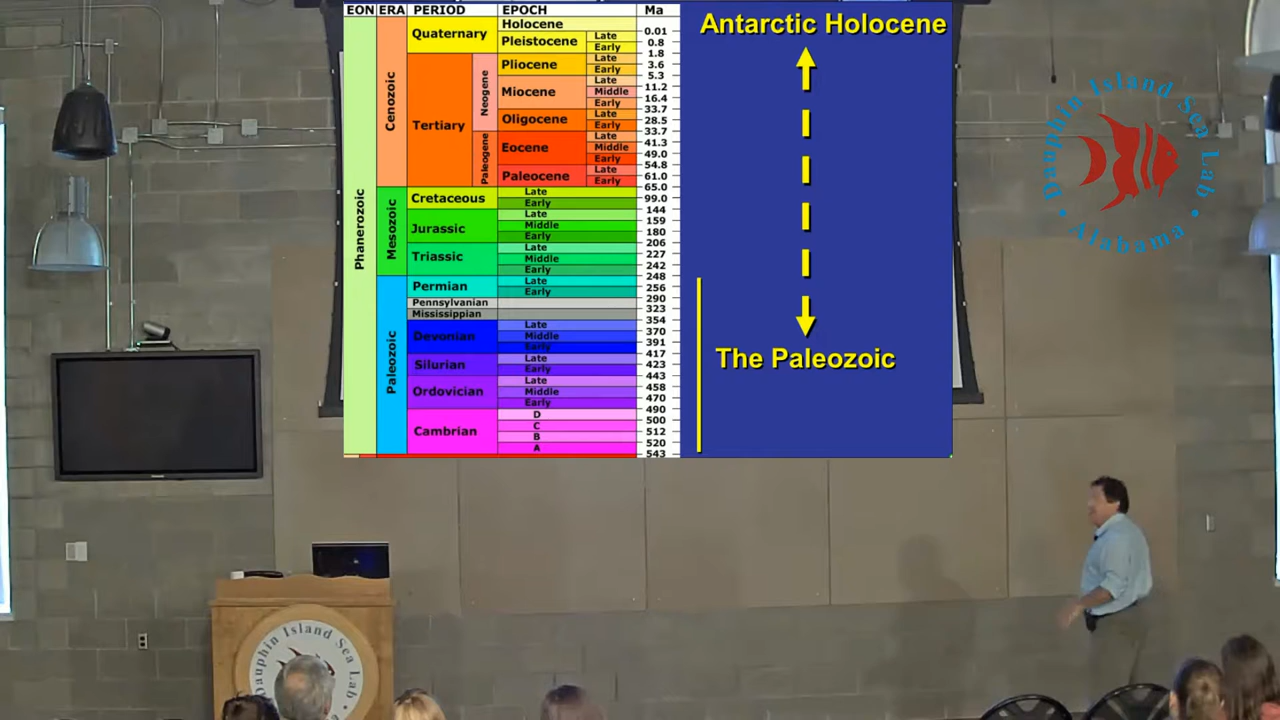 EON ERA PERIOD EPOCH Ma
Phanerozoic
Cenozoic
Quaternary
Holocene
0.01
Pleistocene
Late
0.8
Early
1.8
Tertiary
Neogene
Pliocene
Late
3.6
Early
5.3
Miocene
Late
11.2
Middle
16.4
Early
33.7
Oligocene
Late
28.5
Early
33.7
Paleogene
Eocene
Late
41.3
Middle
49.0
Early
54.8
Paleocene
Late
61.0
Early
65.0
Mesozoic
Cretaceous
Late
99.0
Early
144
Jurassic
Late
159
Middle
180
Early
206
Triassic
Late
227
Middle
242
Early
248
Paleozoic
Permian
Late
256
Early
290
Pennsylvanian
323
Mississippian
354
Devonian
Late
370
Middle
391
Early
417
Silurian
Late
423
Early
443
Ordovician
Late
458
Middle
470
Early
490
Cambrian
D
500
C
512
B
520
A
543
Antarctic Holocene
The Paleozoic
Dauphin Island Sea Lab
• Alabama •
Dauphin Island Sea Lab